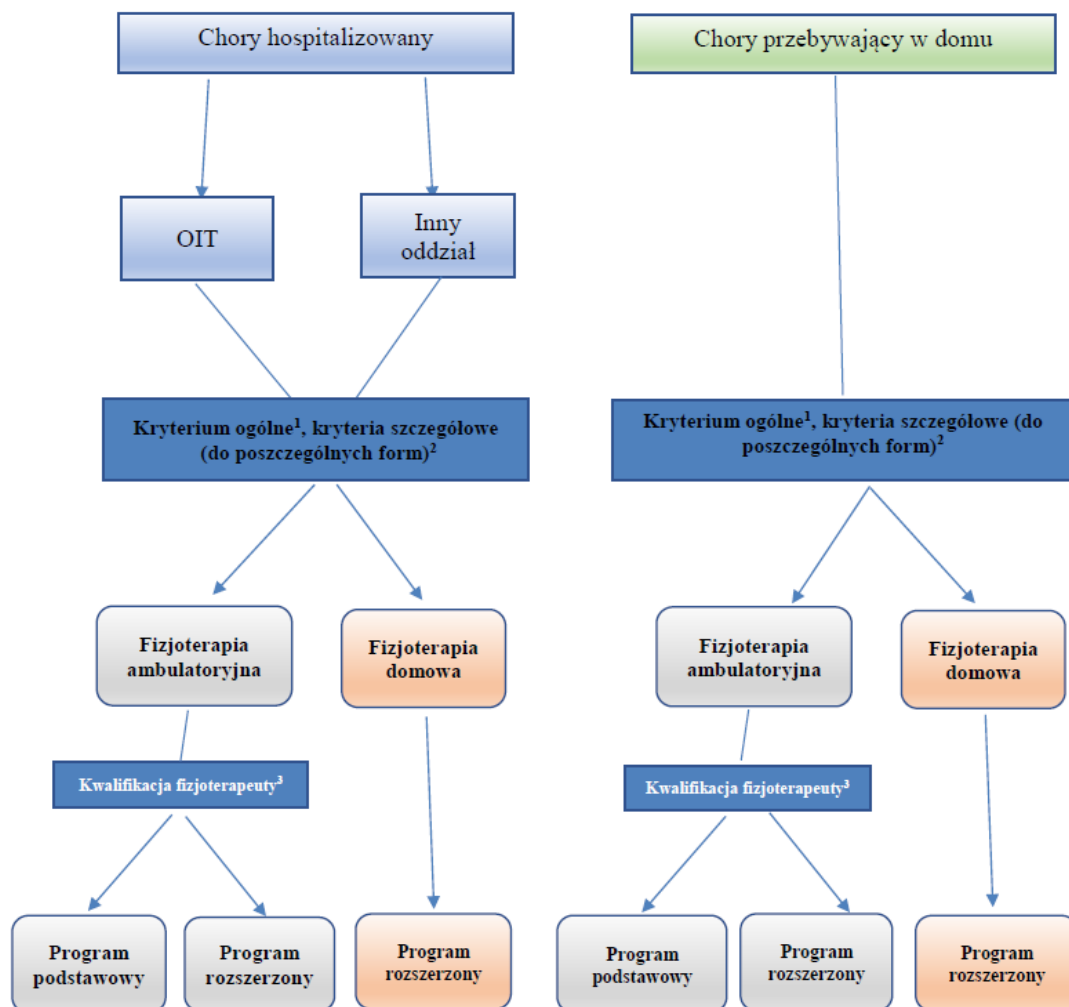 Chory hospitalizowany
Chory przebywający w domu
OIT
Inny
oddział
Kryterium ogólne¹, kryteria szczegółowe
(do poszczególnych form)²
Kryterium ogólne¹, kryteria szczegółowe (do
poszczególnych form)²
Fizjoterapia
ambulatoryjna
Fizjoterapia
domowa
Fizjoterapia
ambulatoryjna
Fizjoterapia
domowa
Kwalifikacja fizjoterapeuty³
Kwalifikacja fizjoterapeuty³
Program
podstawowy
Program
rozszerzony
Program
rozszerzony
Program
podstawowy
Program
rozszerzony
Program
rozszerzony